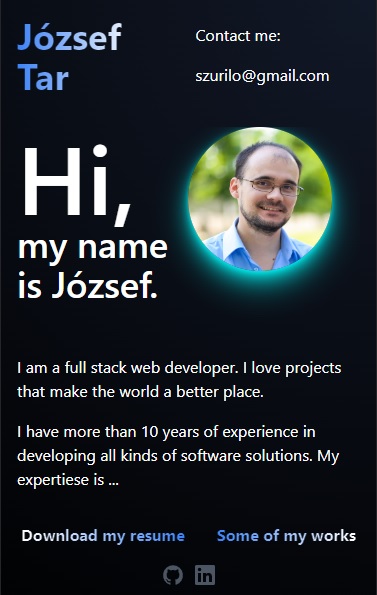 József
Tar
Contact me:
szurilo@gmail.com
Hi,
my name
is József.
I am a full stack web developer. I love projects
that make the world a better place.
I have more than 10 years of experience in
developing all kinds of software solutions. My
expertiese is ...
Download my resume
Some of my works
in